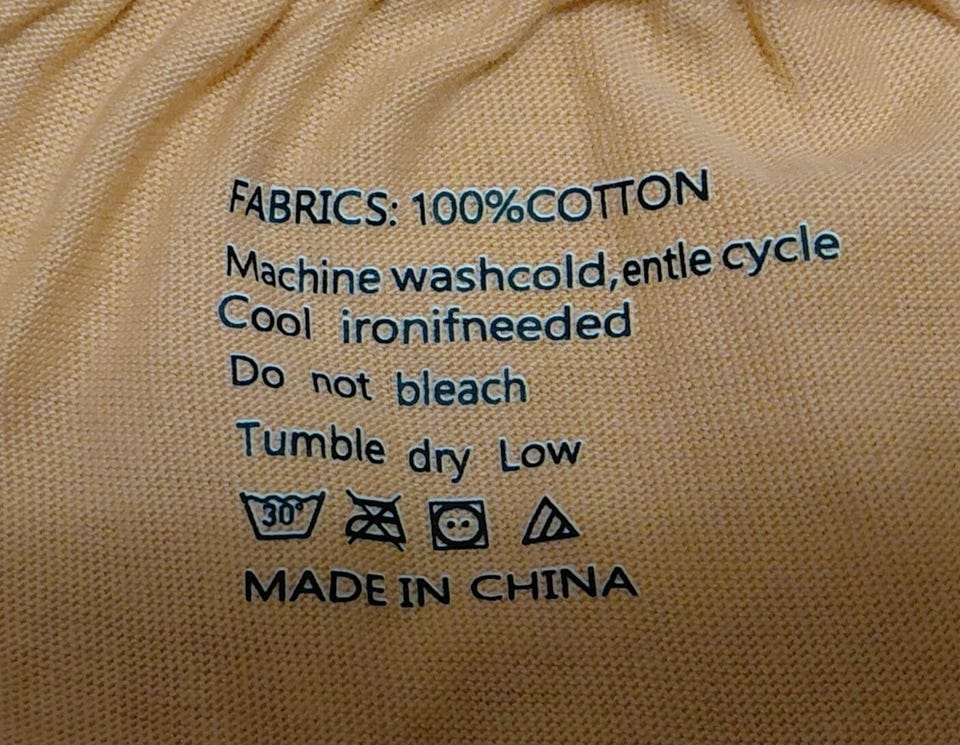 FABRICS: 100%COTTON
Machine washcold,entle cycle
Cool ironifneeded
Do not bleach
Tumble dry Low
30°
MADE IN CHINA